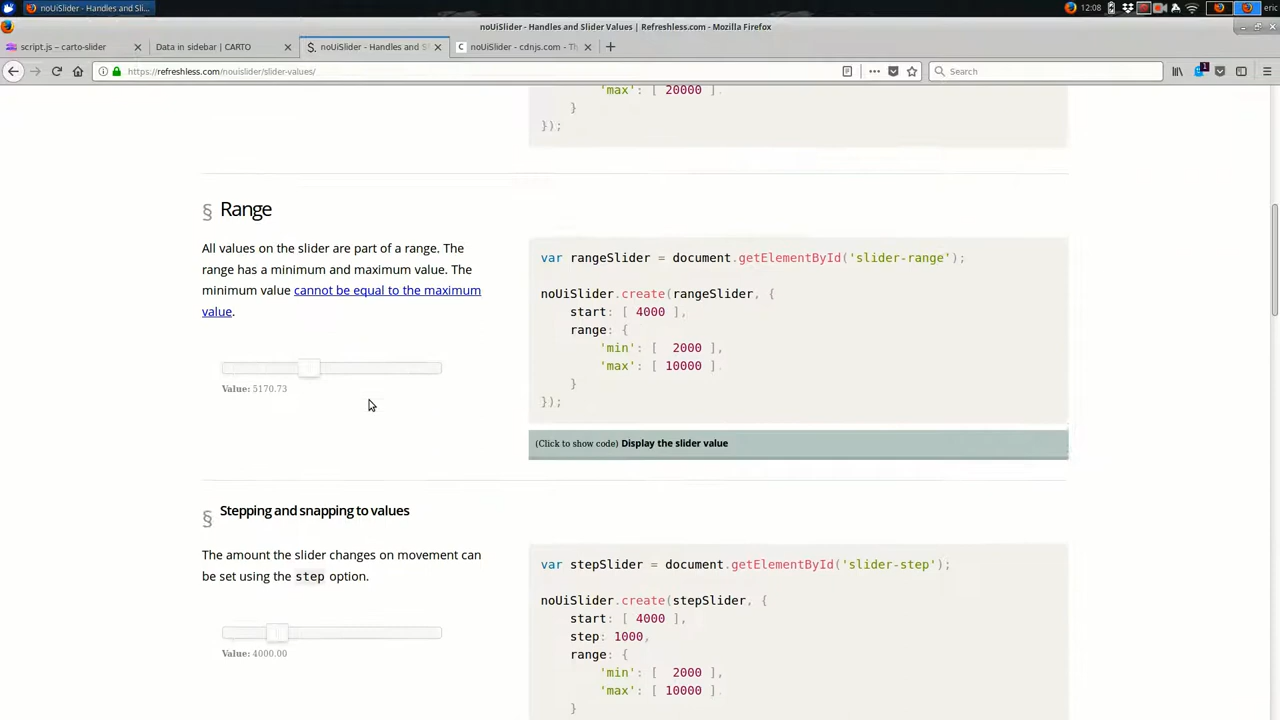 noUiSlider - Handles and Sli...
12:08
eric
noUiSlider - Handles and Slider Values | Refreshless.com - Mozilla Firefox
script.js – carto-slider
Data in sidebar | CARTO
noUiSlider - Handles and Sl
noUiSlider - cdnjs.com - Th
https://refreshless.com/nouislider/slider-values/
Search
1
'max': [ 20000 ]
}
});
§ Range
All values on the slider are part of a range. The
range has a minimum and maximum value. The
minimum value cannot be equal to the maximum
value.
Value: 5170.73
var rangeSlider = document.getElementById('slider-range');
noUiSlider.create(rangeSlider, {
start: [ 4000 ],
range: {
'min': [ 2000 ],
'max': [ 10000 ]
}
});
(Click to show code) Display the slider value
§ Stepping and snapping to values
The amount the slider changes on movement can
be set using the step option.
Value: 4000.00
var stepSlider = document.getElementById('slider-step');
noUiSlider.create(stepSlider, {
start: [ 4000 ],
step: 1000,
range: {
'min': [ 2000 ],
'max': [ 10000 ]
}